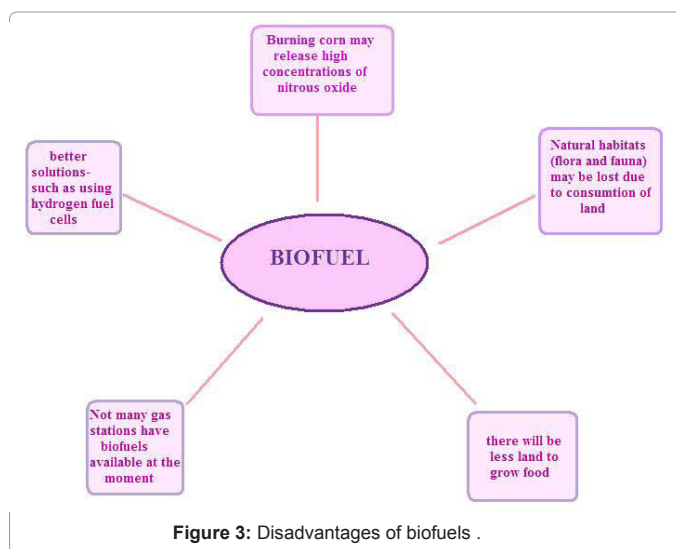 Burning corn may
release high
concentrations of
nitrous oxide
better
solutions-
such as using
hydrogen fuel
cells
Natural habitats
(flora and fauna)
may be lost due
to consumtion of
land
BIOFUEL
Not many gas
stations have
biofuels
available at the
moment
there will be
less land to
grow food
Figure 3: Disadvantages of biofuels .